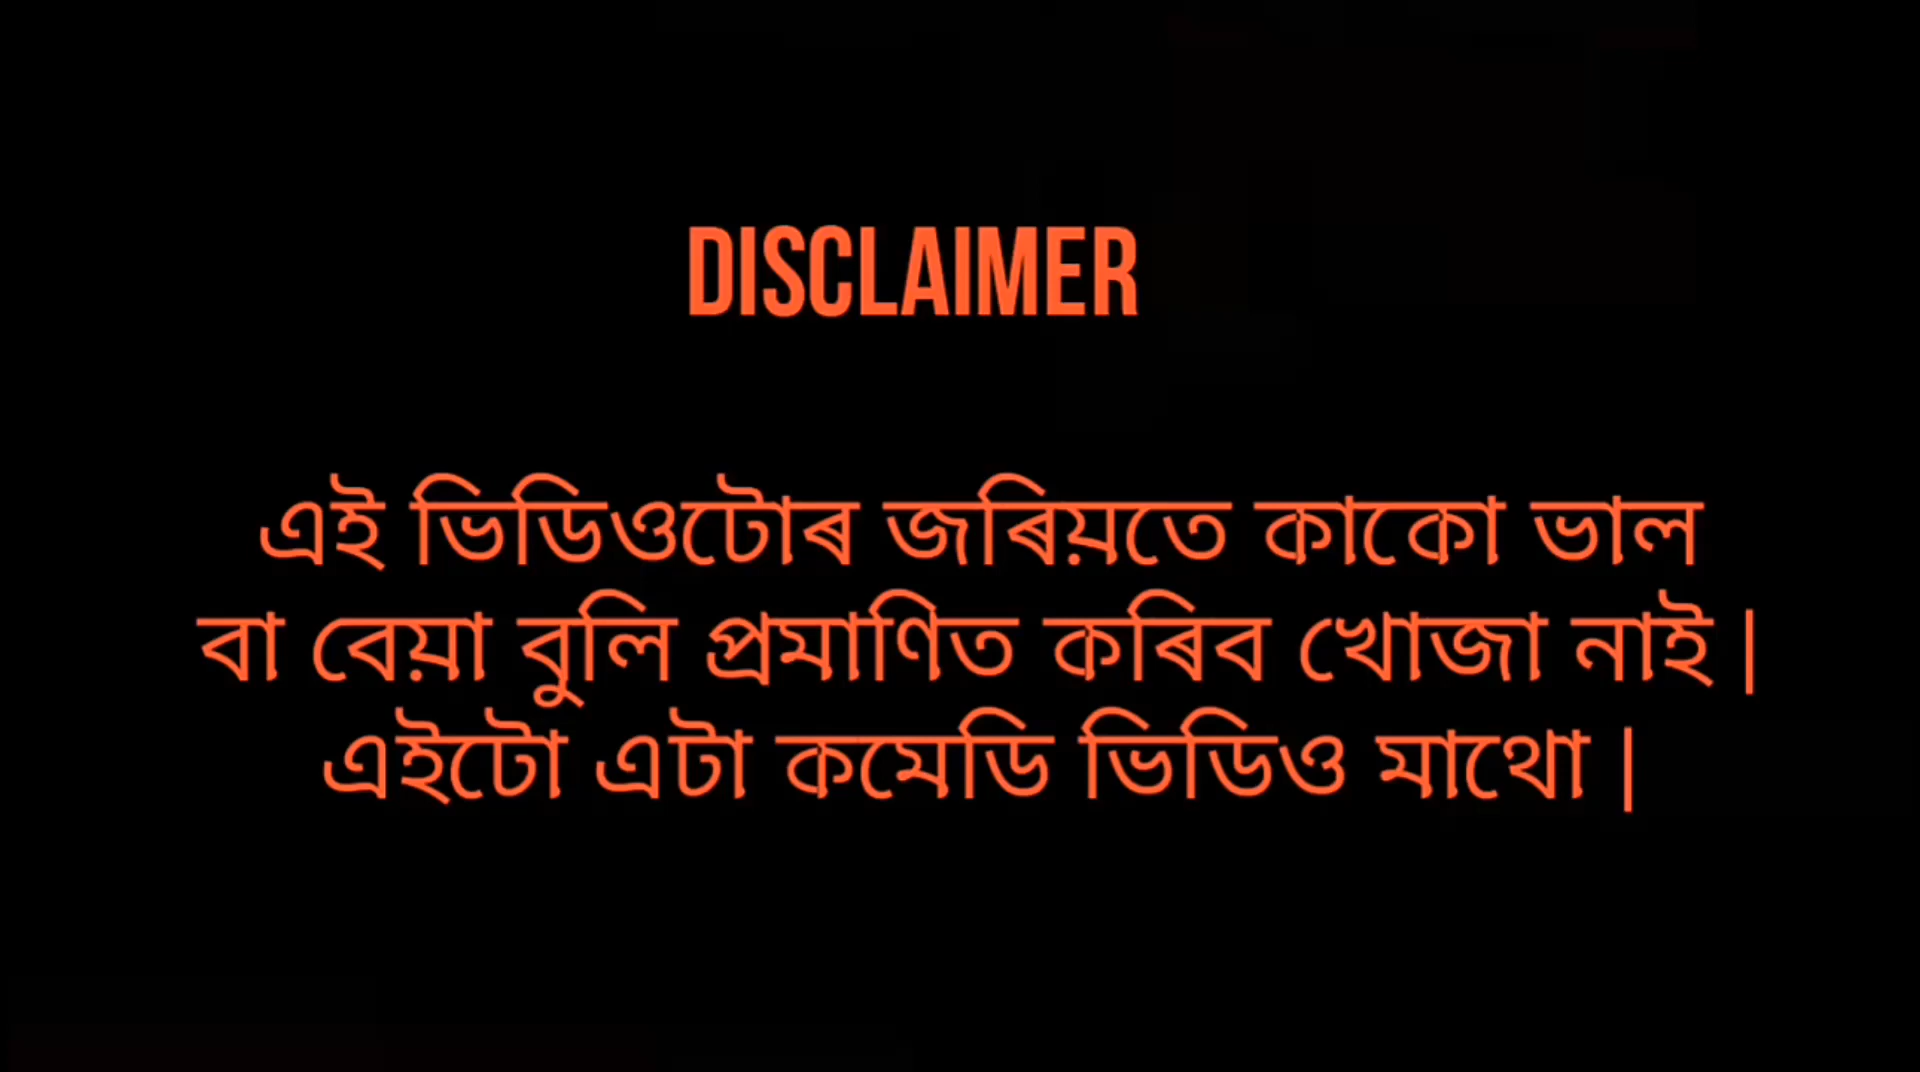 DISCLAIMER
এই ভিডিওটোৰ জৰিয়তে কাকো ভাল
বা বেয়া বুলি প্ৰমাণিত কৰিব খোজা নাই |
এইটো এটা কমেডি ভিডিও মাথো |